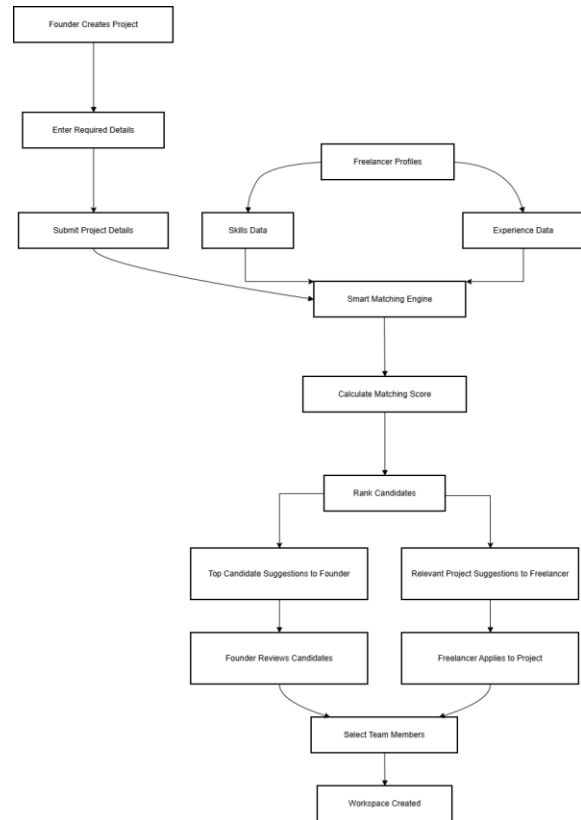 Founder Creates Project
Enter Required Details
Freelancer Profiles
Submit Project Details
Skills Data
Experience Data
Smart Matching Engine
Calculate Matching Score
Rank Candidates
Top Candidate Suggestions to Founder
Relevant Project Suggestions to Freelancer
Founder Reviews Candidates
Freelancer Applies to Project
Select Team Members
Workspace Created